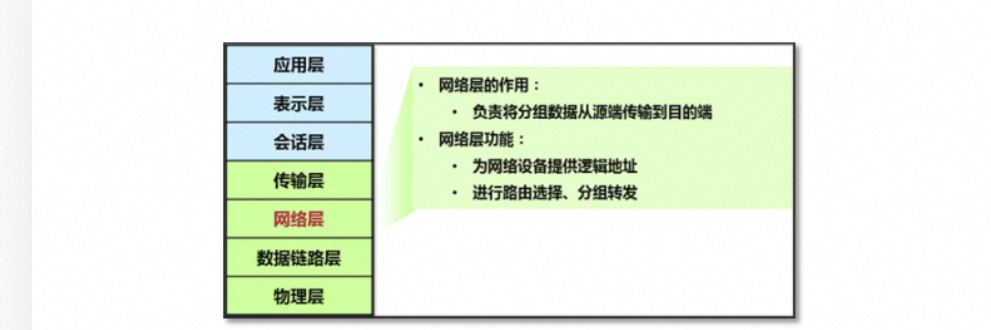 应用层
表示层
会话层
传输层
网络层
数据链路层
物理层
• 网络层的作用：
• 负责将分组数据从源端传输到目的端
• 网络层功能：
• 为网络设备提供逻辑地址
• 进行路由选择、分组转发